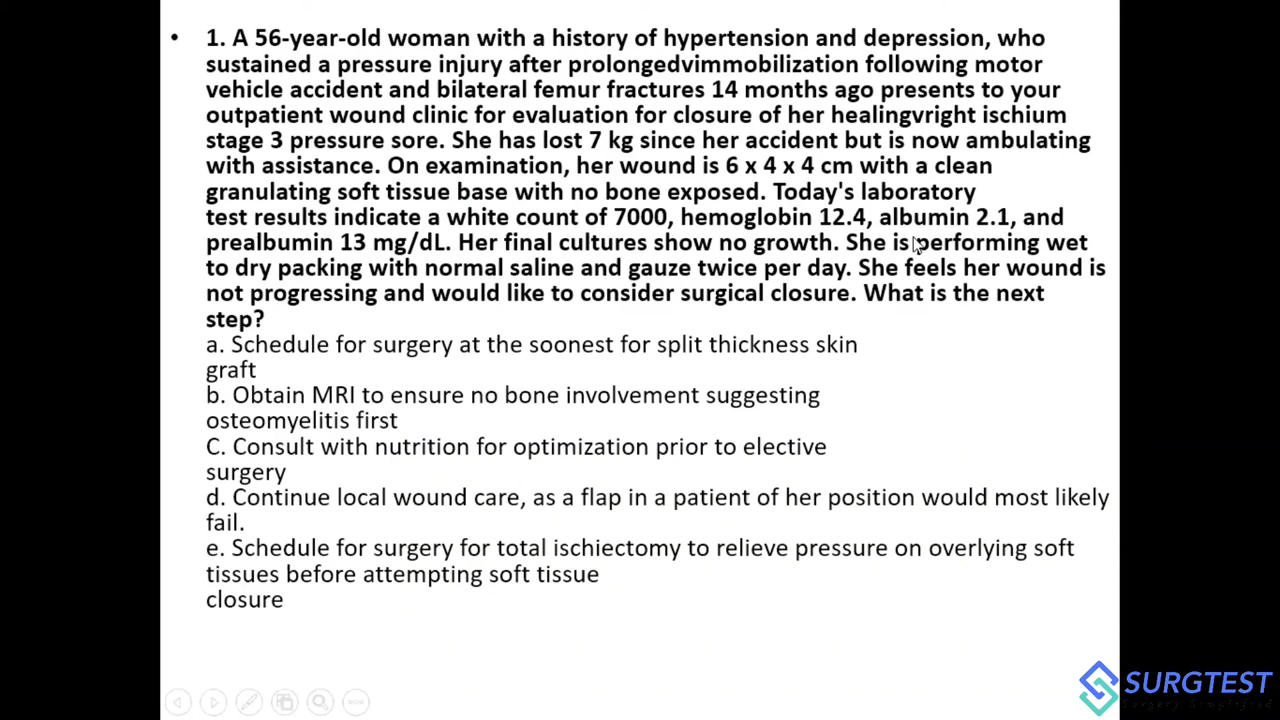 • 1. A 56-year-old woman with a history of hypertension and depression, who
sustained a pressure injury after prolongedvimmobilization following motor
vehicle accident and bilateral femur fractures 14 months ago presents to your
outpatient wound clinic for evaluation for closure of her healingvright ischium
stage 3 pressure sore. She has lost 7 kg since her accident but is now ambulating
with assistance. On examination, her wound is 6 x 4 x 4 cm with a clean
granulating soft tissue base with no bone exposed. Today's laboratory
test results indicate a white count of 7000, hemoglobin 12.4, albumin 2.1, and
prealbumin 13 mg/dL. Her final cultures show no growth. She is performing wet
to dry packing with normal saline and gauze twice per day. She feels her wound is
not progressing and would like to consider surgical closure. What is the next
step?
a. Schedule for surgery at the soonest for split thickness skin
graft
b. Obtain MRI to ensure no bone involvement suggesting
osteomyelitis first
C. Consult with nutrition for optimization prior to elective
surgery
d. Continue local wound care, as a flap in a patient of her position would most likely
fail.
e. Schedule for surgery for total ischiectomy to relieve pressure on overlying soft
tissues before attempting soft tissue
closure
SURGTEST
Surgery Simplified